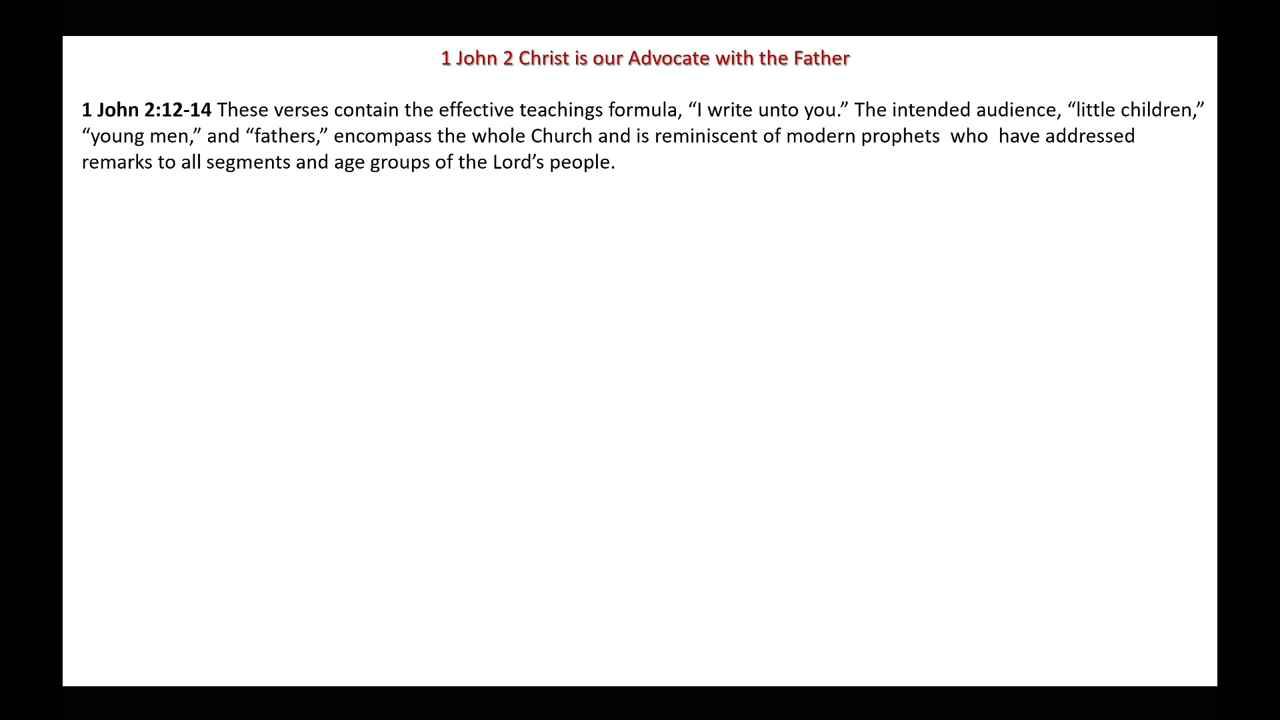 1 John 2 Christ is our Advocate with the Father
1 John 2:12-14 These verses contain the effective teachings formula, “I write unto you.” The intended audience, “little children,”
“young men,” and “fathers,” encompass the whole Church and is reminiscent of modern prophets  who  have addressed
remarks to all segments and age groups of the Lord’s people.